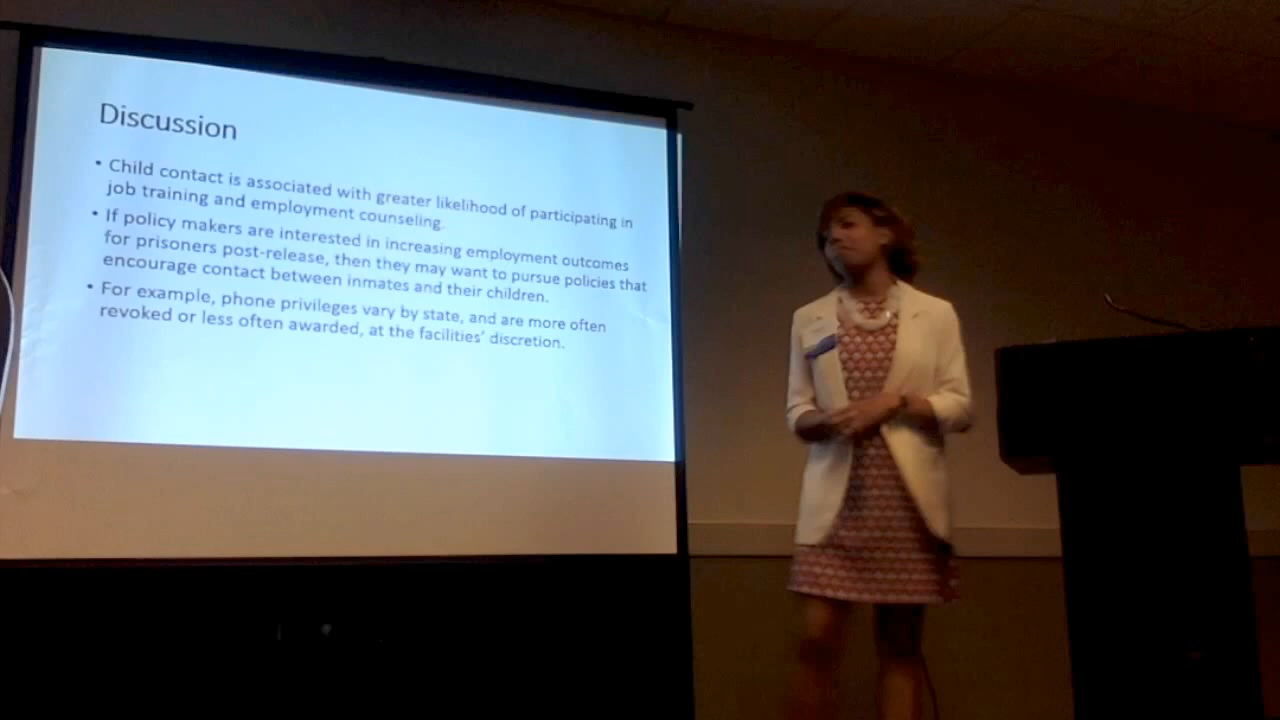 Discussion
• Child contact is associated with greater likelihood of participating in
job training and employment counseling.
• If policy makers are interested in increasing employment outcomes
for prisoners post-release, then they may want to pursue policies that
encourage contact between inmates and their children.
• For example, phone privileges vary by state, and are more often
revoked or less often awarded, at the facilities’ discretion.